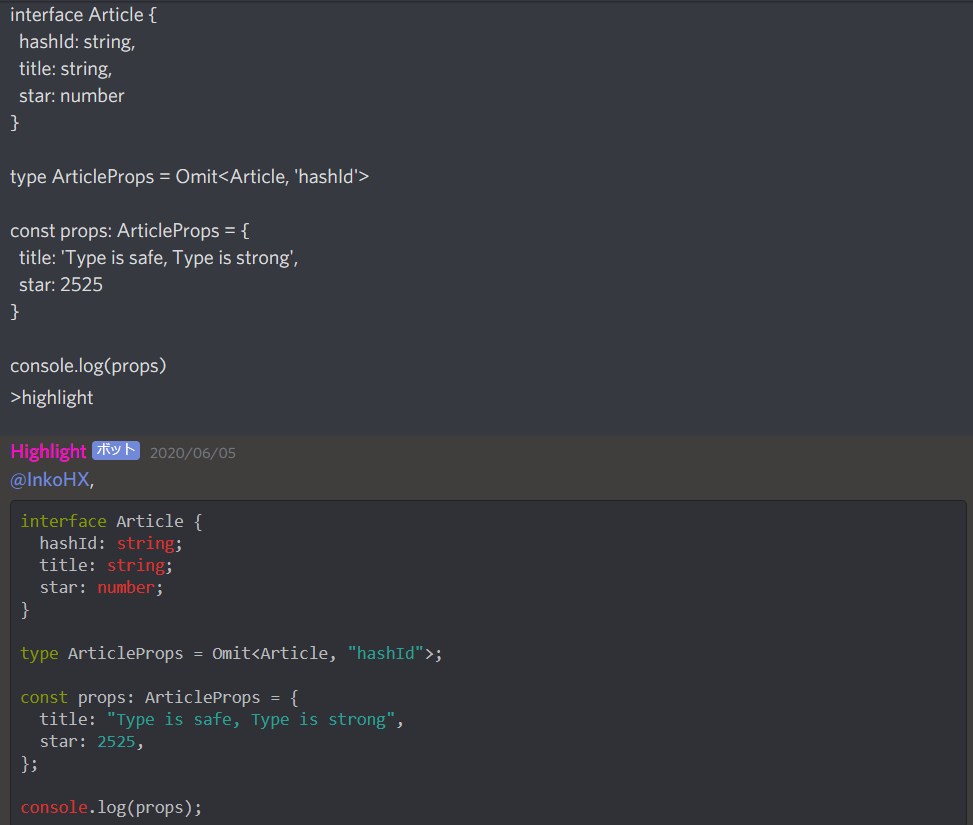 interface Article {
  hashId: string,
  title: string,
  star: number
}

type ArticleProps = Omit<Article, 'hashId'>

const props: ArticleProps = {
  title: 'Type is safe, Type is strong',
  star: 2525
}

console.log(props)
>highlight
Highlight ボット 2020/06/05
@InkoHX,
interface Article {
  hashId: string;
  title: string;
  star: number;
}

type ArticleProps = Omit<Article, "hashId">;

const props: ArticleProps = {
  title: "Type is safe, Type is strong",
  star: 2525,
};

console.log(props);